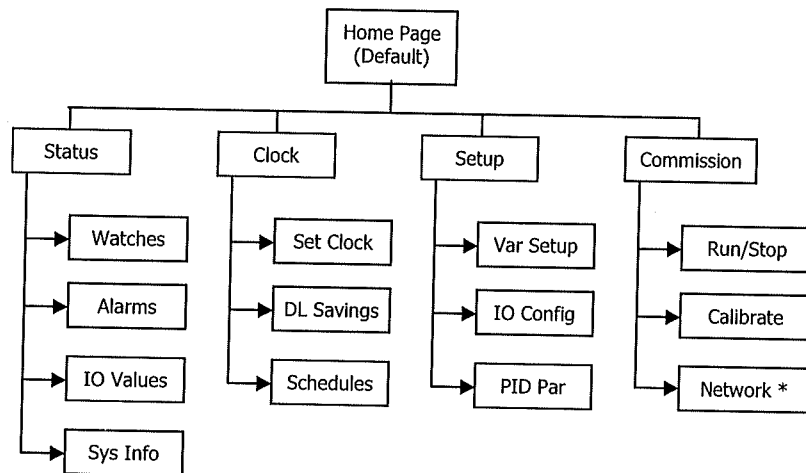 Home Page
(Default)
Status
Clock
Setup
Commission
Watches
Set Clock
Var Setup
Run/Stop
Alarms
DL Savings
IO Config
Calibrate
IO Values
Schedules
PID Par
Network *
Sys Info